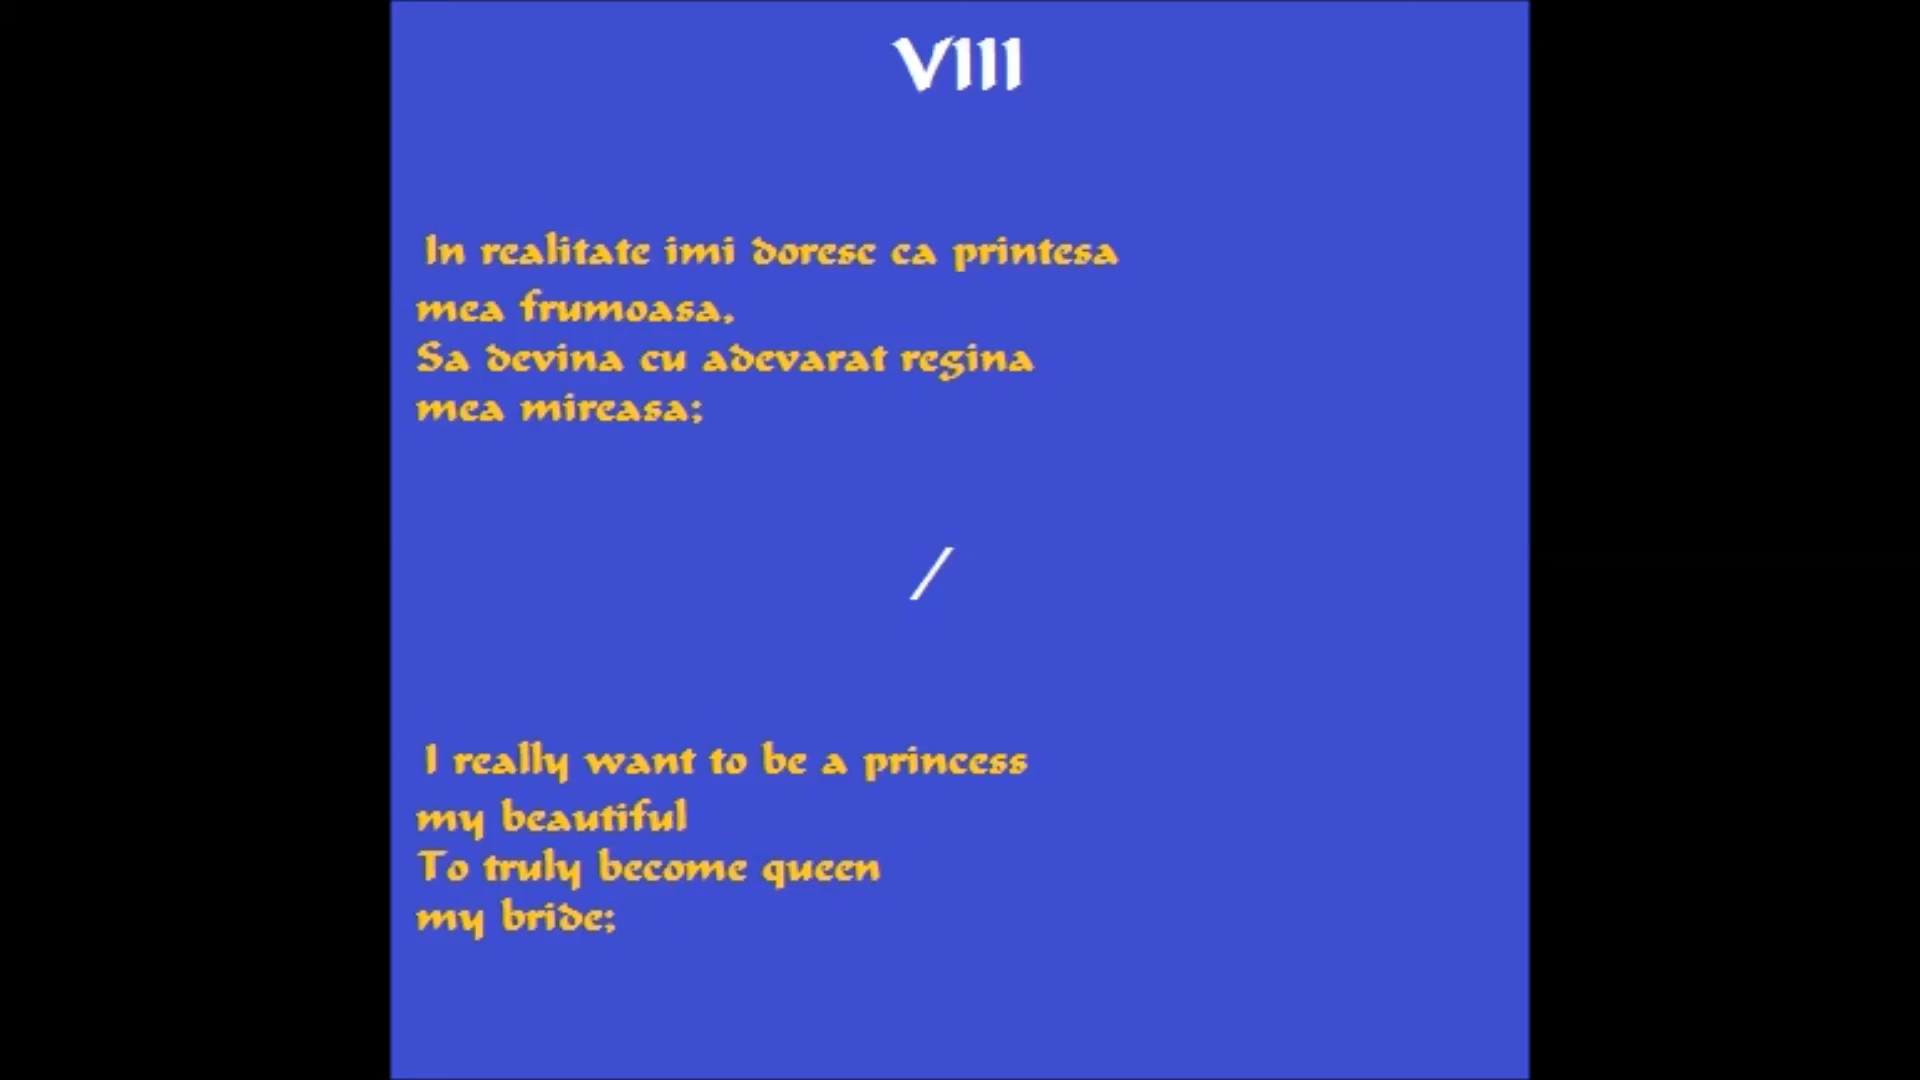 VIII
In realitate imi doresc ca printesa
mea frumoasa.
Sa devina cu adevarat regina
mea mireasa;
/
I really want to be a princess
my beautiful
To truly become queen
my bride;